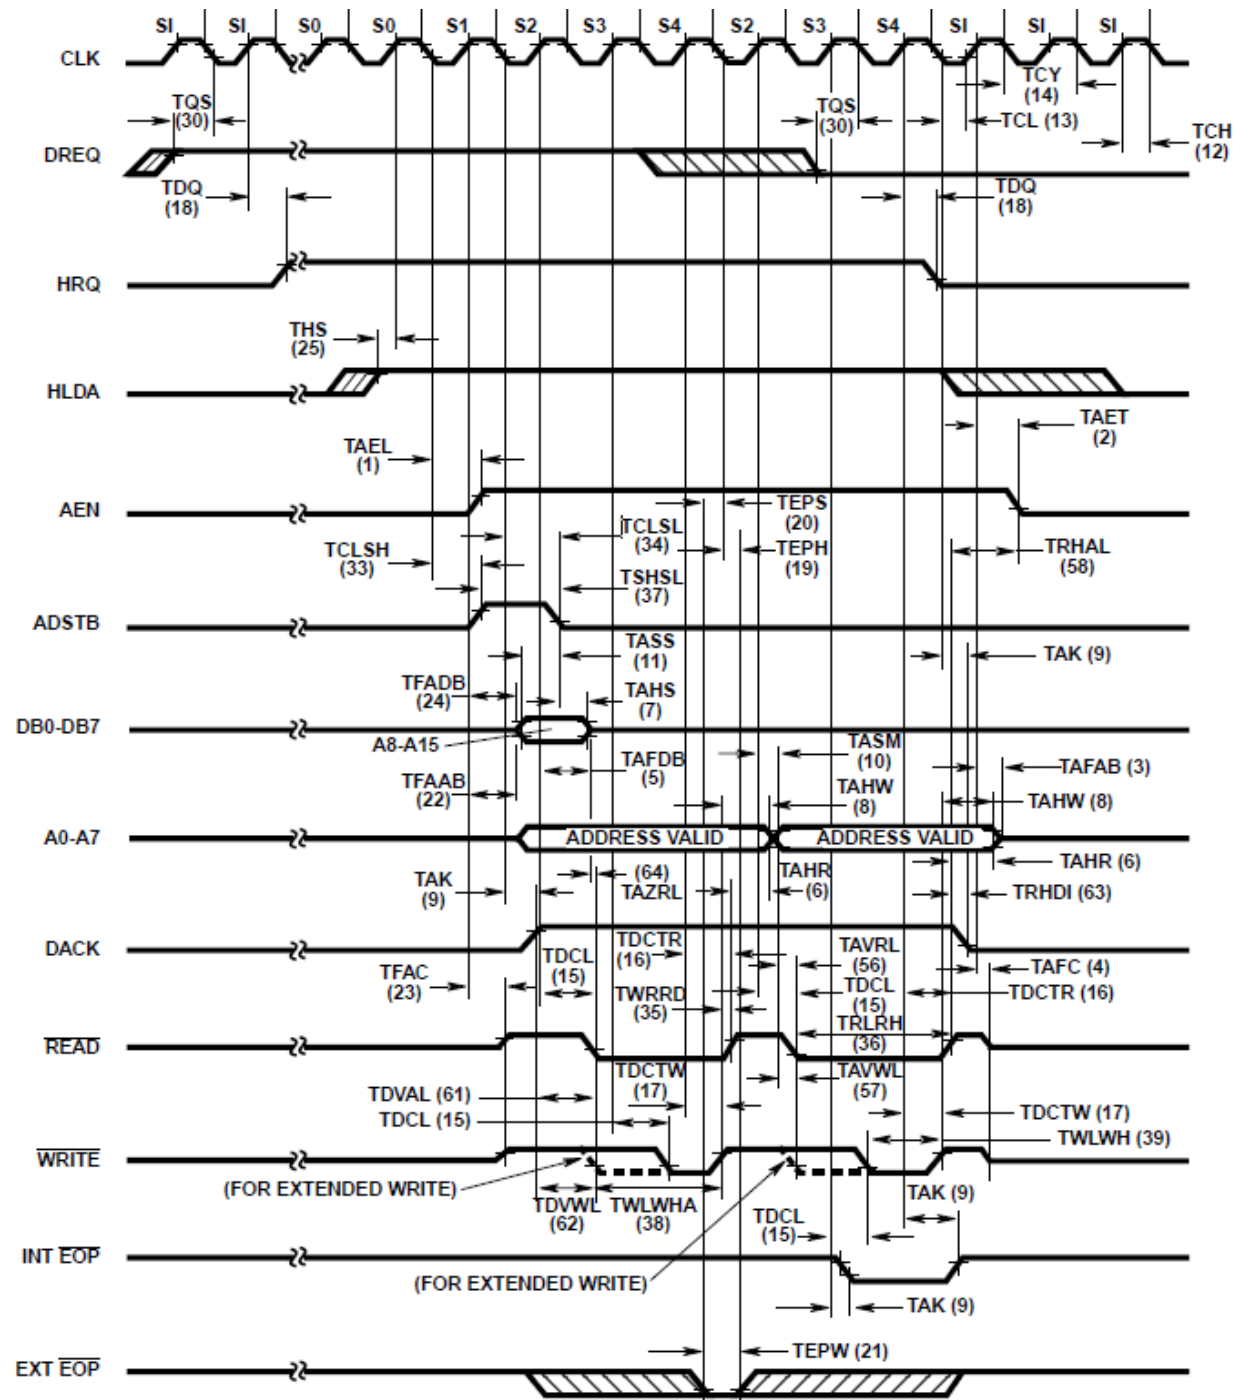 SI SI S0 S0 S1 S2 S3 S4 S2 S3 S4 SI SI SI
CLK
TCY
(14)
TQS
(30)
TQS
(30)
TCL (13)
TCH
(12)
DREQ
TDQ
(18)
TDQ
(18)
HRQ
THS
(25)
HLDA
TAET
(2)
TAEL
(1)
AEN
TEPS
(20)
TCLSL
(34)
TEPH
(19)
TCLSH
(33)
TRHAL
(58)
TSHSL
(37)
ADSTB
TASS
(11)
TAK (9)
TFADB
(24)
TAHS
(7)
DB0-DB7
A8-A15
TASM
(10)
TAFDB
(5)
TAFAB (3)
TFAAB
(22)
TAHW
(8)
TAHW (8)
A0-A7
ADDRESS VALID
ADDRESS VALID
(64)
TAZRL
TAHR
(6)
TAHR (6)
TAK
(9)
TRHDI (63)
DACK
TDCL
(15)
TDCTR
(16)
TAVRL
(56)
TFAC
(23)
TAFC (4)
TWRRD
(35)
TDCL
(15)
TDCTR (16)
TRLRH
(36)
READ
TDCTW
(17)
TAVWL
(57)
TDVAL (61)
TDCL (15)
TDCTW (17)
TWLWH (39)
WRITE
(FOR EXTENDED WRITE)
TAK (9)
TDVWL
(62)
TWLWHA
(38)
TDCL
(15)
INT EOP
(FOR EXTENDED WRITE)
TAK (9)
TEPW (21)
EXT EOP